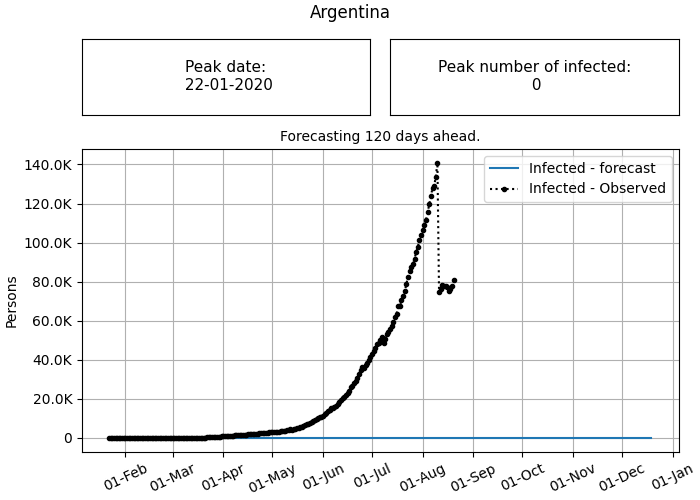 Argentina
Peak date:
22-01-2020
Peak number of infected:
0
Forecasting 120 days ahead.
140.0K
120.0K
100.0K
80.0K
60.0K
40.0K
20.0K
0
Persons
Infected - forecast
Infected - Observed
01-Feb
01-Mar
01-Apr
01-May
01-Jun
01-Jul
01-Aug
01-Sep
01-Oct
01-Nov
01-Dec
01-Jan